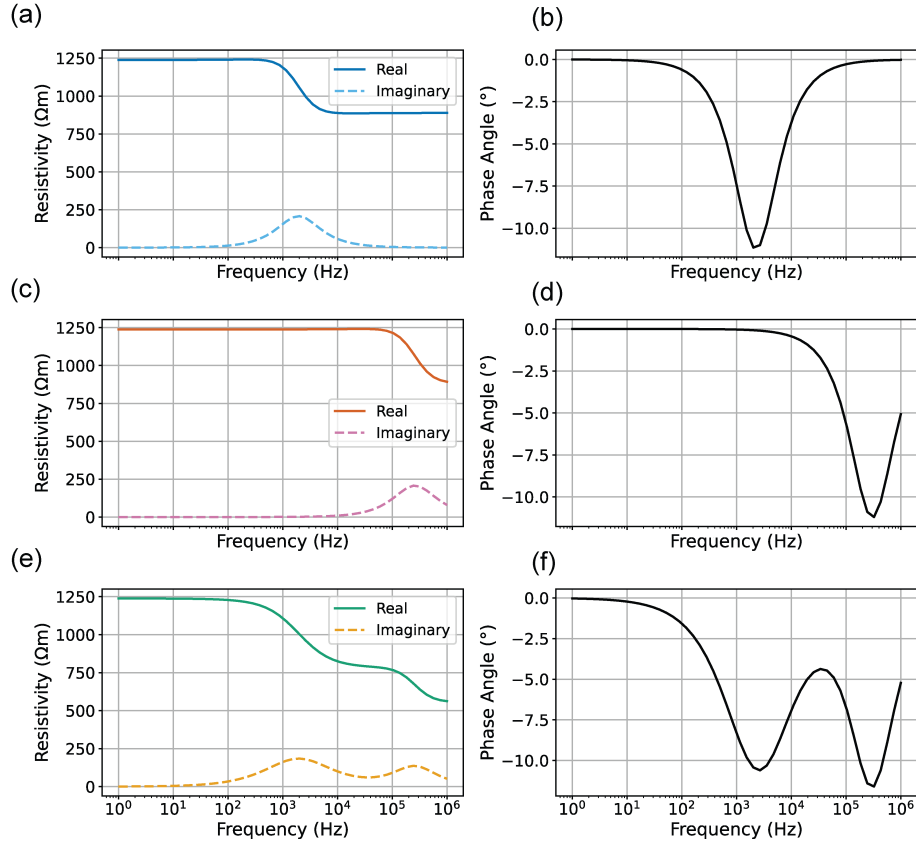 (a)
(b)
1250
1000
750
500
250
0
Resistivity (Ωm)
Real
Imaginary
Frequency (Hz)
0.0
−2.5
−5.0
−7.5
−10.0
Phase Angle (°)
Frequency (Hz)
(c)
(d)
1250
1000
750
500
250
0
Resistivity (Ωm)
Real
Imaginary
Frequency (Hz)
0.0
−2.5
−5.0
−7.5
−10.0
Phase Angle (°)
Frequency (Hz)
(e)
(f)
1250
1000
750
500
250
0
Resistivity (Ωm)
Real
Imaginary
10⁰ 10¹ 10² 10³ 10⁴ 10⁵ 10⁶
Frequency (Hz)
0.0
−2.5
−5.0
−7.5
−10.0
Phase Angle (°)
10⁰ 10¹ 10² 10³ 10⁴ 10⁵ 10⁶
Frequency (Hz)